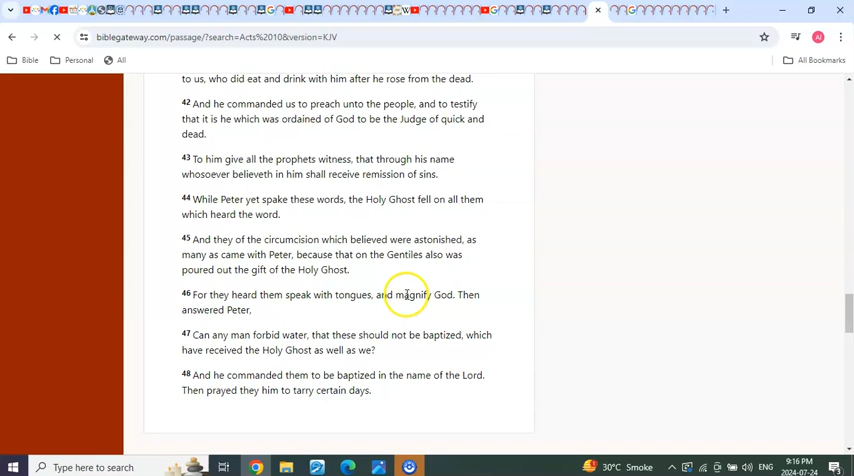 biblegateway.com/passage/?search=Acts%2010&version=KJV
AI
Bible
Personal
All
All Bookmarks
to us, who did eat and drink with him after he rose from the dead.
42 And he commanded us to preach unto the people, and to testify
that it is he which was ordained of God to be the Judge of quick and
dead.
43 To him give all the prophets witness, that through his name
whosoever believeth in him shall receive remission of sins.
44 While Peter yet spake these words, the Holy Ghost fell on all them
which heard the word.
45 And they of the circumcision which believed were astonished, as
many as came with Peter, because that on the Gentiles also was
poured out the gift of the Holy Ghost.
46 For they heard them speak with tongues, and magnify God. Then
answered Peter,
47 Can any man forbid water, that these should not be baptized, which
have received the Holy Ghost as well as we?
48 And he commanded them to be baptized in the name of the Lord.
Then prayed they him to tarry certain days.
Type here to search
30°C Smoke
ENG
9:16 PM
2024-07-24
3